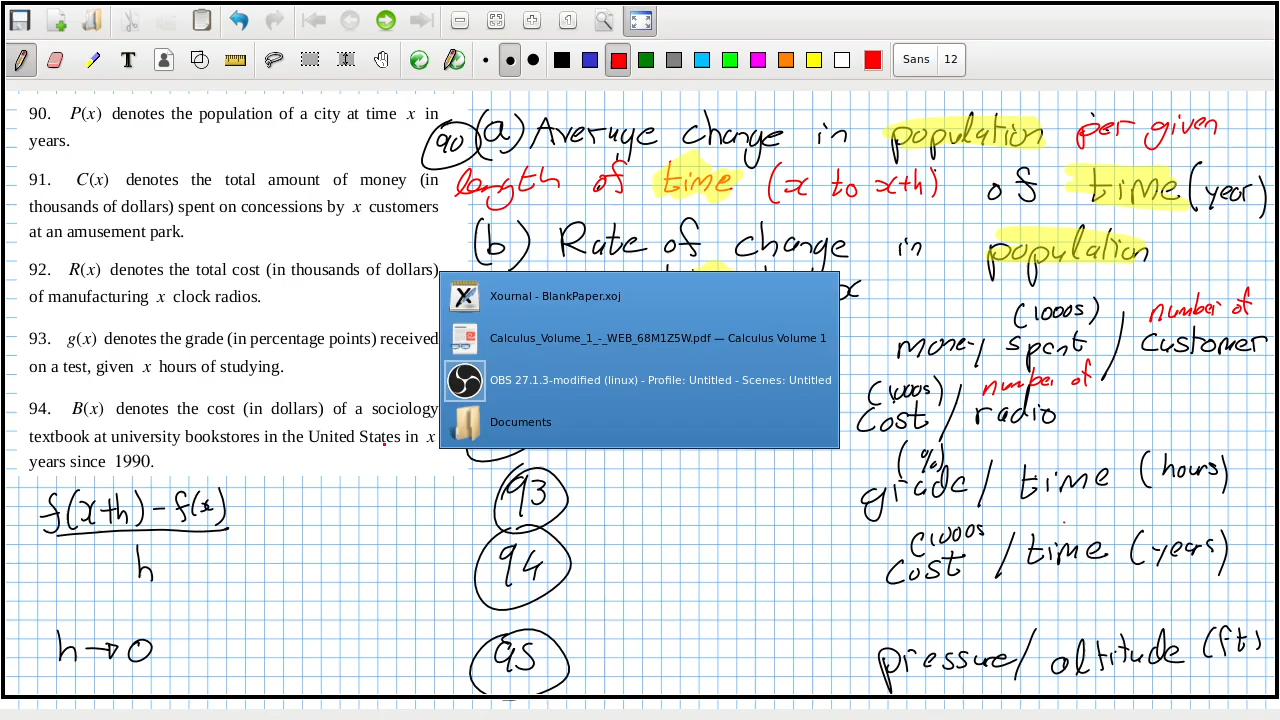 Sans 12
90. P(x) denotes the population of a city at time x in
years.
91. C(x) denotes the total amount of money (in
thousands of dollars) spent on concessions by x customers
at an amusement park.
92. R(x) denotes the total cost (in thousands of dollars)
of manufacturing x clock radios.
93. g(x) denotes the grade (in percentage points) received
on a test, given x hours of studying.
94. B(x) denotes the cost (in dollars) of a sociology
textbook at university bookstores in the United States in x
years since 1990.
f(x+h) - f(x)
h
h → 0
90 (a) Average change in population per given
length of time (x to x+h) of time (year)
(b) Rate of change in population
x
Xournal - BlankPaper.xoj
Calculus_Volume_1_-_WEB_68M1Z5W.pdf — Calculus Volume 1
OBS 27.1.3-modified (linux) - Profile: Untitled - Scenes: Untitled
Documents
(1000s) number of
money spent / customer
(1000s) number of
cost / radio
(%)
93 grade / time (hours)
(1000s
94 cost / time (years)
95 pressure / altitude (ft)